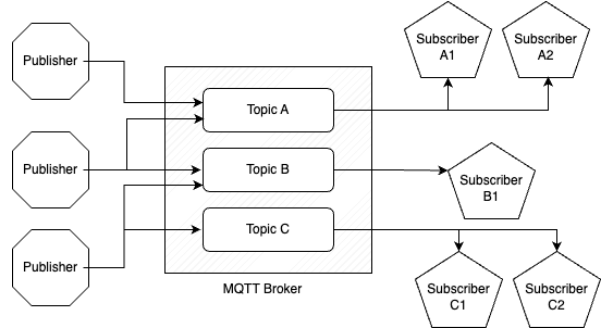 Publisher
Subscriber
A1
Subscriber
A2
Topic A
Publisher
Topic B
Subscriber
B1
Topic C
Publisher
MQTT Broker
Subscriber
C1
Subscriber
C2